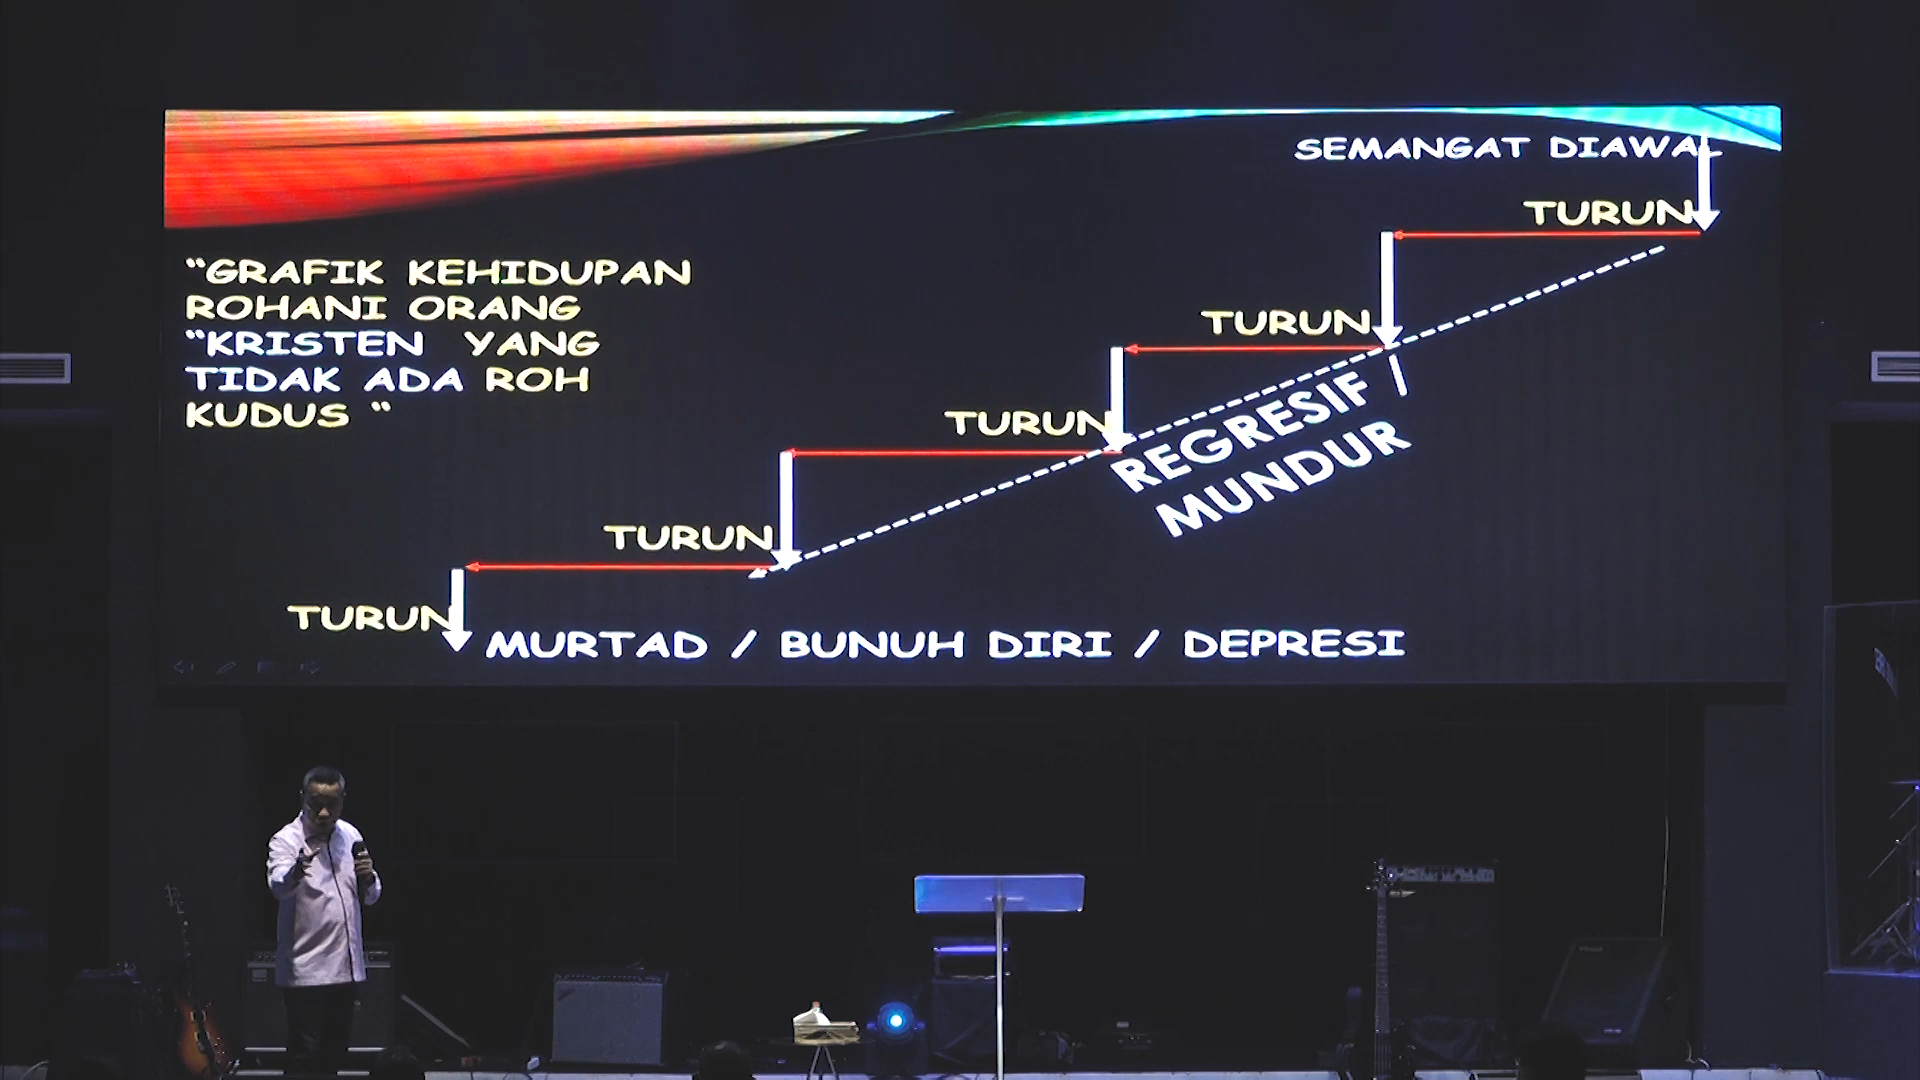 SEMANGAT DIAWAL
TURUN
"GRAFIK KEHIDUPAN
ROHANI ORANG
"KRISTEN YANG
TIDAK ADA ROH
KUDUS "
TURUN
TURUN
REGRESIF /
MUNDUR
TURUN
TURUN
MURTAD / BUNUH DIRI / DEPRESI